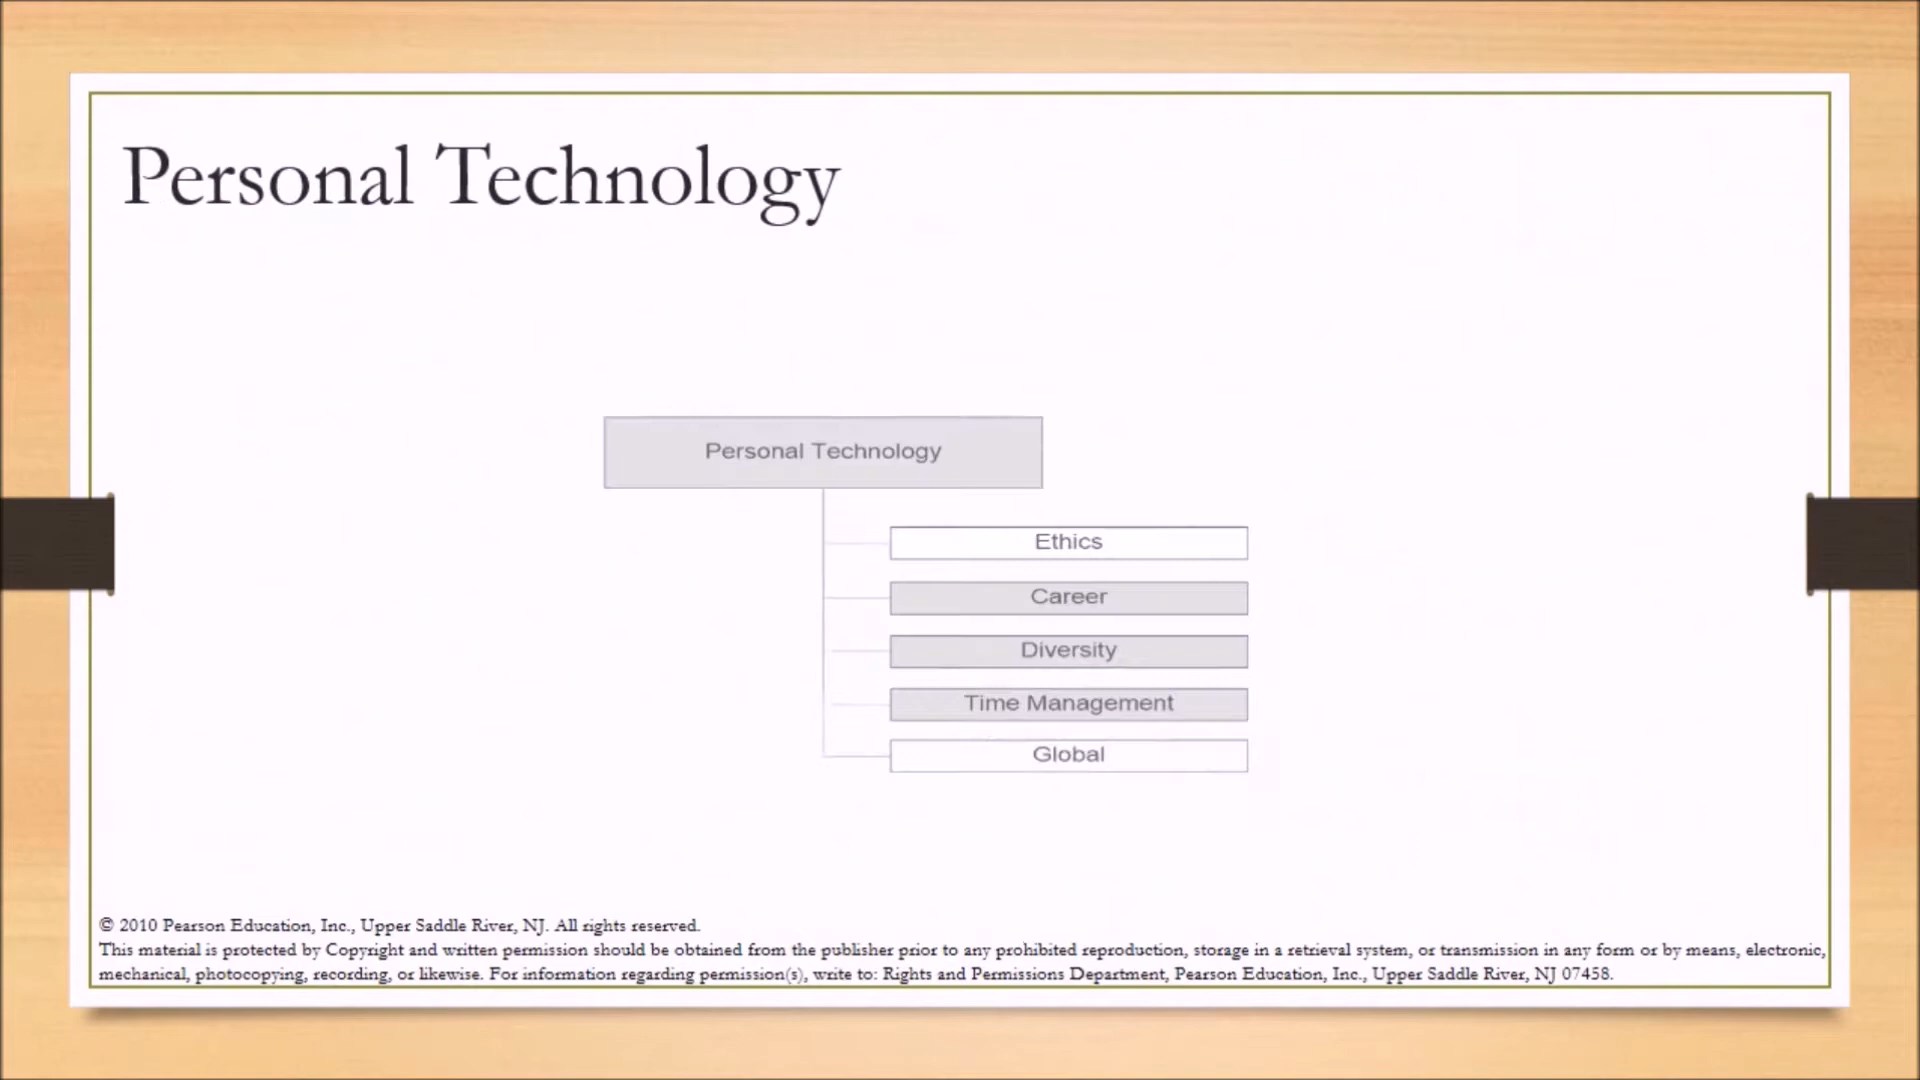 Personal Technology
Personal Technology
Ethics
Career
Diversity
Time Management
Global
© 2010 Pearson Education, Inc., Upper Saddle River, NJ. All rights reserved.
This material is protected by Copyright and written permission should be obtained from the publisher prior to any prohibited reproduction, storage in a retrieval system, or transmission in any form or by means, electronic,
mechanical, photocopying, recording, or likewise. For information regarding permission(s), write to: Rights and Permissions Department, Pearson Education, Inc., Upper Saddle River, NJ 07458.